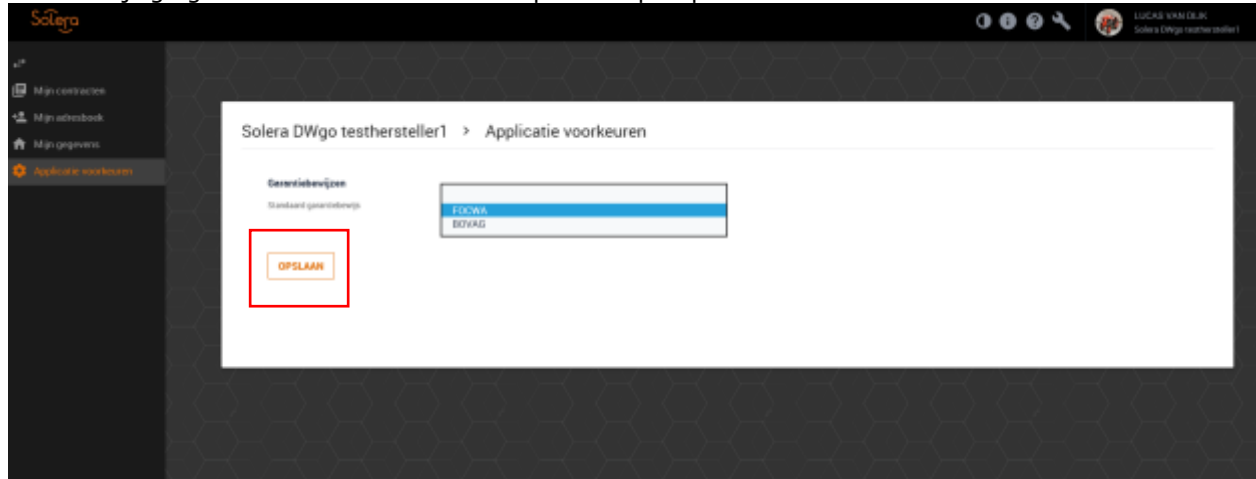 Solera
LUCAS VAN DIJK
Solera DWgo testhersteller1
Mijn contracten
Mijn adresboek
Mijn gegevens
Applicatie voorkeuren
Solera DWgo testhersteller1 > Applicatie voorkeuren
Garantiebewijzen
Standaard garantiebewijs
FOCWA
BOVAG
OPSLAAN